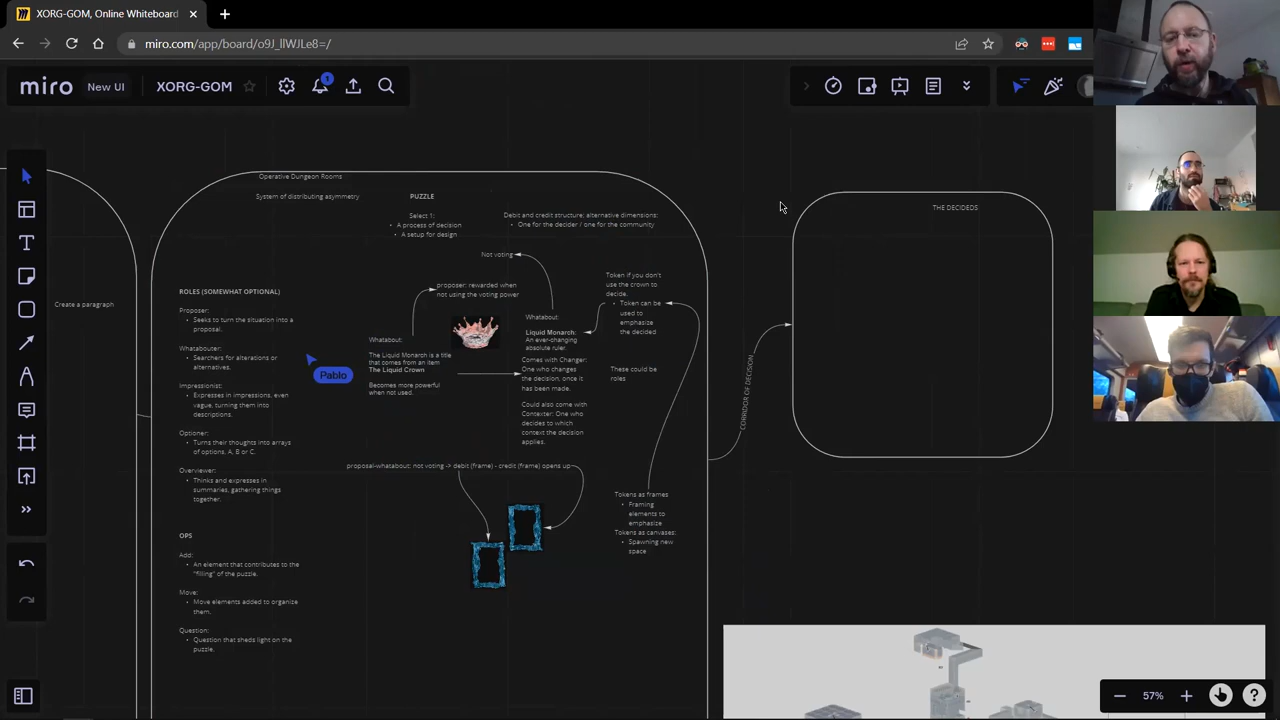 XORG-GOM, Online Whiteboard
miro.com/app/board/o9J_llWJLe8=/
miro
New UI
XORG-GOM
1
Operative Dungeon Rooms
System of distributing asymmetry
PUZZLE
Select 1:
• A process of decision
• A setup for design
Debit and credit structure; alternative dimensions:
• One for the decider / one for the community
THE DECIDEDS
Not voting
Create a paragraph
ROLES (SOMEWHAT OPTIONAL)
Proposer:
• Seeks to turn the situation into a
proposal.
Whatabouter:
• Searchers for alterations or
alternatives.
Impressionist:
• Expresses in impressions, even
vague, turning them into
descriptions.
Optioner:
• Turns their thoughts into arrays
of options, A, B or C.
Overviewer:
• Thinks and expresses in
summaries, gathering things
together.
OPS
Add:
• An element that contributes to the
"filling" of the puzzle.
Move:
• Move elements added to organize
them.
Question:
• Question that sheds light on the
puzzle.
Pablo
proposer: rewarded when
not using the voting power
Whatabout:
The Liquid Monarch is a title
that comes from an item
The Liquid Crown
Becomes more powerful
when not used.
Whatabout:
Liquid Monarch:
An ever-changing
absolute ruler.
Comes with Changer:
One who changes
the decision, once it
has been made.
Could also come with
Contexter: One who
decides to which
context the decision
applies.
Token if you don't
use the crown to
decide.
• Token can be
used to
emphasize
the decided
These could be
roles
proposal-whatabout: not voting -> debit (frame) - credit (frame) opens up
Tokens as frames
• Framing
elements to
emphasize
Tokens as canvases:
• Spawning new
space
CORRIDOR OF DECISION
57%